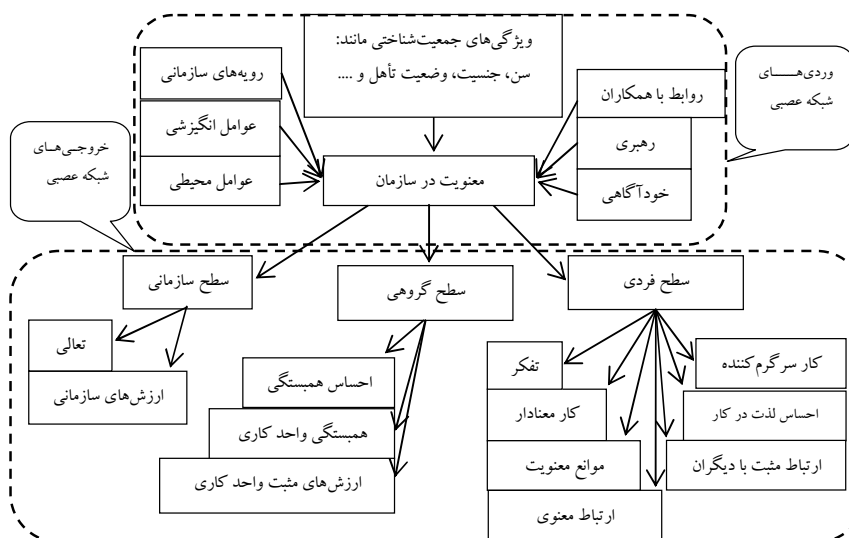 ویژگی‌های جمعیت‌شناختی مانند:
سن، جنسیت، وضعیت تأهل و ....
وردی‌هـــــای
شبکه عصبی
روابط با همکاران
رهبری
خودآگاهی
رویه‌های سازمانی
عوامل انگیزشی
عوامل محیطی
معنویت در سازمان
خروجـی‌هـای
شبکه عصبی
سطح فردی
سطح گروهی
سطح سازمانی
کار سرگرم‌کننده
احساس لذت در کار
ارتباط مثبت با دیگران
تفکر
کار معنادار
موانع معنویت
ارتباط معنوی
احساس همبستگی
همبستگی واحد کاری
ارزش‌های مثبت واحد کاری
تعالی
ارزش‌های سازمانی